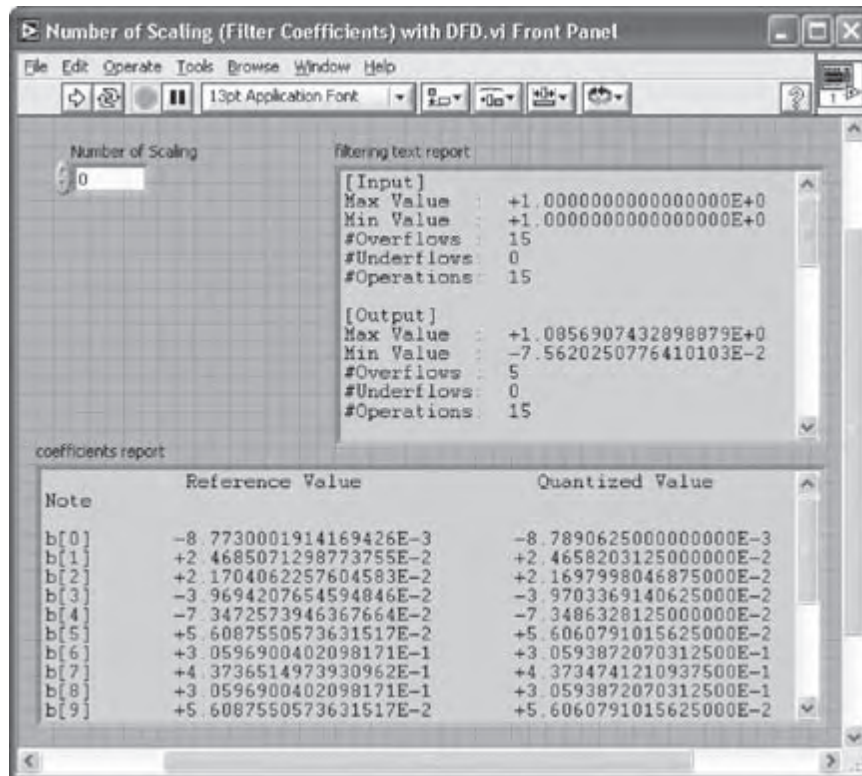 Number of Scaling (Filter Coefficients) with DFD.vi Front Panel
File Edit Operate Tools Browse Window Help
13pt Application Font
1
Number of Scaling
0
filtering text report
[Input]
Max Value : +1.0000000000000000E+0
Min Value : +1.0000000000000000E+0
#Overflows : 15
#Underflows: 0
#Operations: 15
[Output]
Max Value : +1.0856907432898879E+0
Min Value : -7.5620250776410103E-2
#Overflows : 5
#Underflows: 0
#Operations: 15
coefficients report
Reference Value Quantized Value
Note
b[0] -8.7730001914169426E-3 -8.7890625000000000E-3
b[1] +2.4685071298773755E-2 +2.4658203125000000E-2
b[2] +2.1704062257604583E-2 +2.1697998046875000E-2
b[3] -3.9694207654594846E-2 -3.9703369140625000E-2
b[4] -7.3472573946367664E-2 -7.3486328125000000E-2
b[5] +5.6087550573631517E-2 +5.6060791015625000E-2
b[6] +3.0596900402098171E-1 +3.0593872070312500E-1
b[7] +4.3736514973930962E-1 +4.3734741210937500E-1
b[8] +3.0596900402098171E-1 +3.0593872070312500E-1
b[9] +5.6087550573631517E-2 +5.6060791015625000E-2